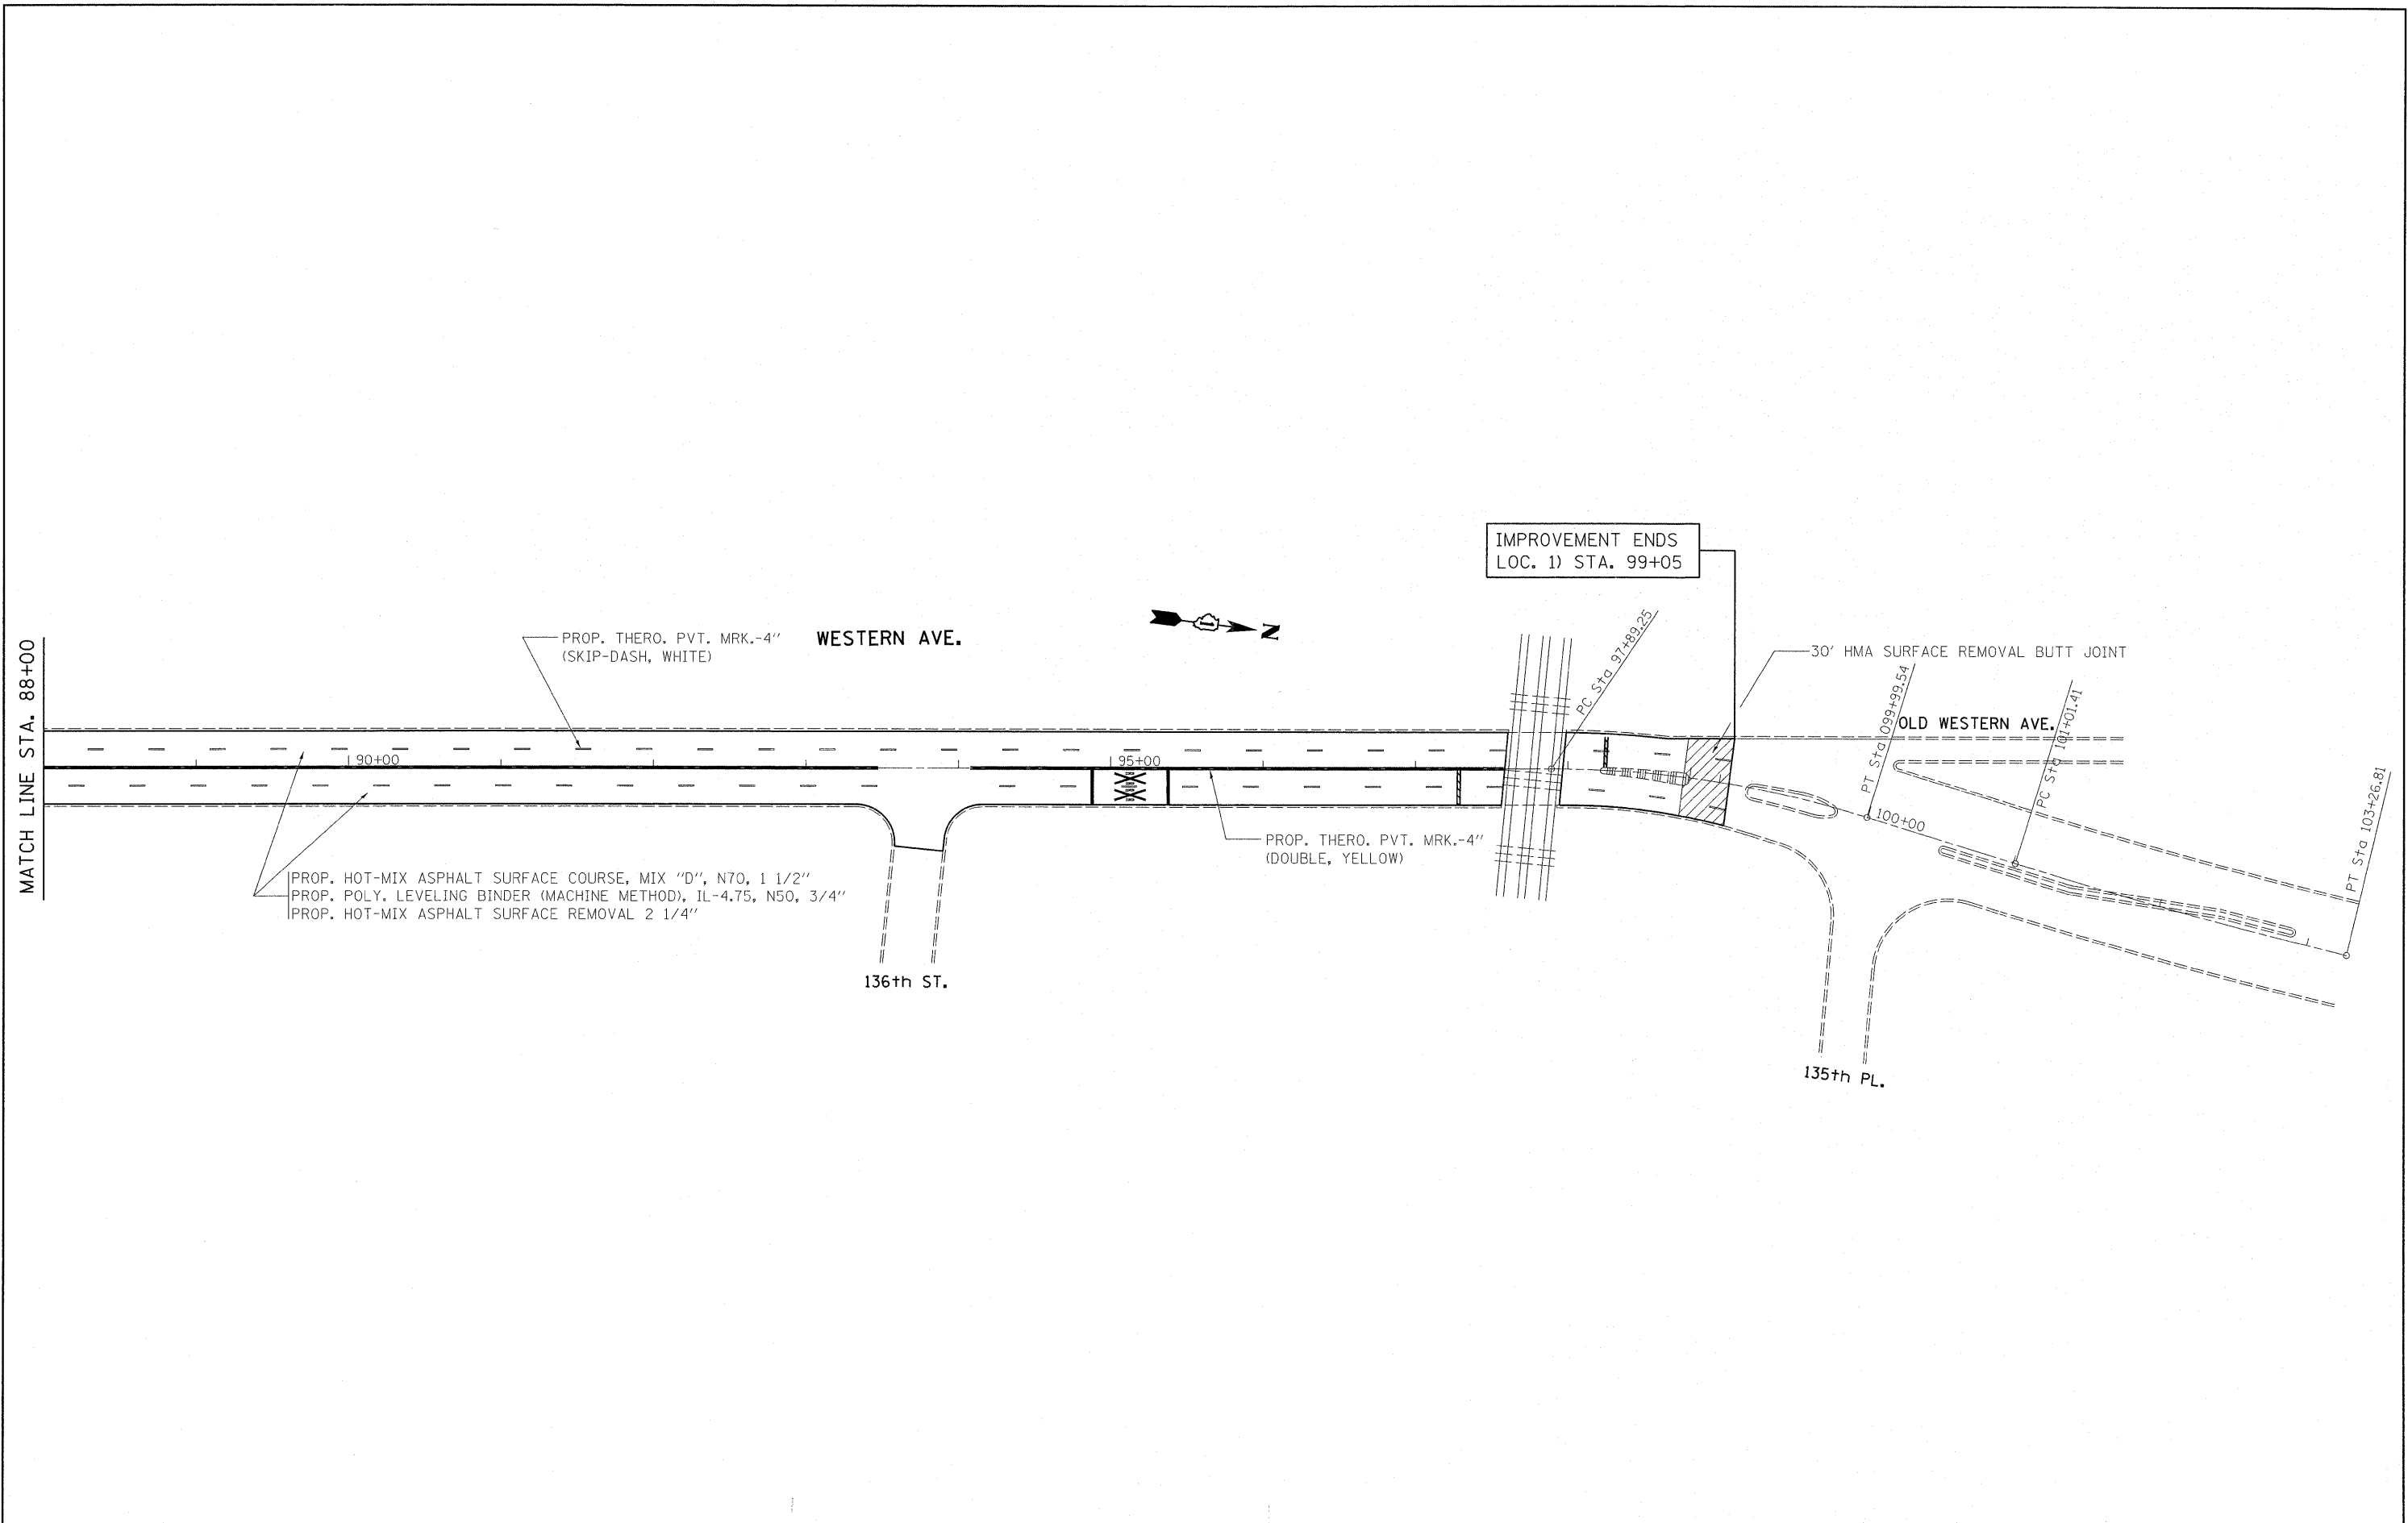 IMPROVEMENT ENDS
LOC. 1) STA. 99+05
MATCH LINE STA. 88+00
PROP. THERO. PVT. MRK.-4"
(SKIP-DASH, WHITE)
WESTERN AVE.
1
N
PC Sta 97+89.25
30' HMA SURFACE REMOVAL BUTT JOINT
PT Sta 099+99.54
PC Sta 101+01.41
OLD WESTERN AVE.
PT Sta 103+26.81
90+00
95+00
100+00
PROP. THERO. PVT. MRK.-4"
(DOUBLE, YELLOW)
PROP. HOT-MIX ASPHALT SURFACE COURSE, MIX "D", N70, 1 1/2"
PROP. POLY. LEVELING BINDER (MACHINE METHOD), IL-4.75, N50, 3/4"
PROP. HOT-MIX ASPHALT SURFACE REMOVAL 2 1/4"
136th ST.
135th PL.